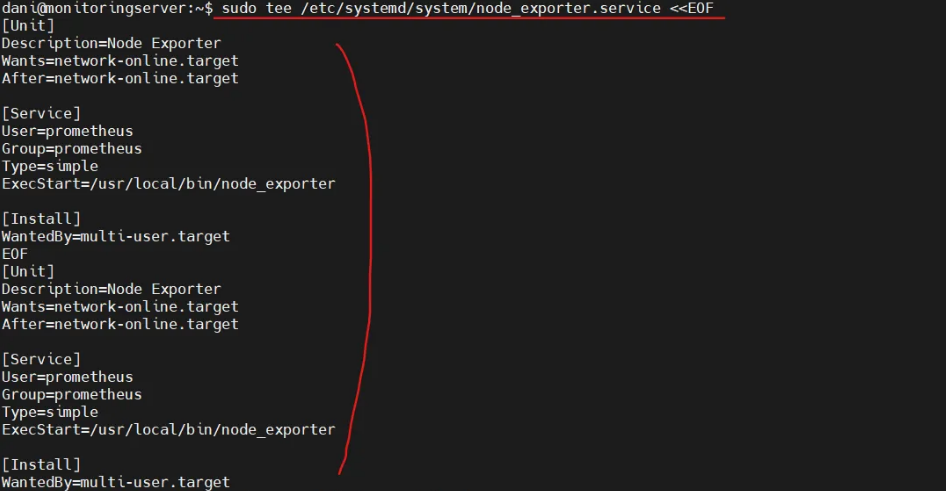 dani@monitoringserver:~$ sudo tee /etc/systemd/system/node_exporter.service <<EOF
[Unit]
Description=Node Exporter
Wants=network-online.target
After=network-online.target

[Service]
User=prometheus
Group=prometheus
Type=simple
ExecStart=/usr/local/bin/node_exporter

[Install]
WantedBy=multi-user.target
EOF
[Unit]
Description=Node Exporter
Wants=network-online.target
After=network-online.target

[Service]
User=prometheus
Group=prometheus
Type=simple
ExecStart=/usr/local/bin/node_exporter

[Install]
WantedBy=multi-user.target